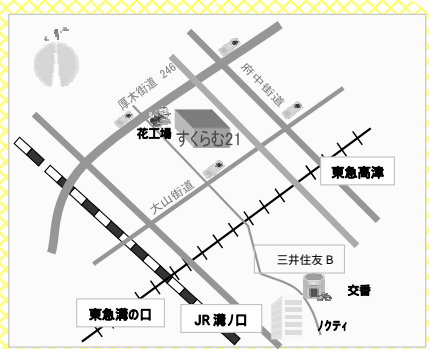 厚木街道 246
府中街道
花工場
すくらむ21
大山街道
東急高津
三井住友 B
交番
東急溝の口
JR 溝ノ口
ノクティ